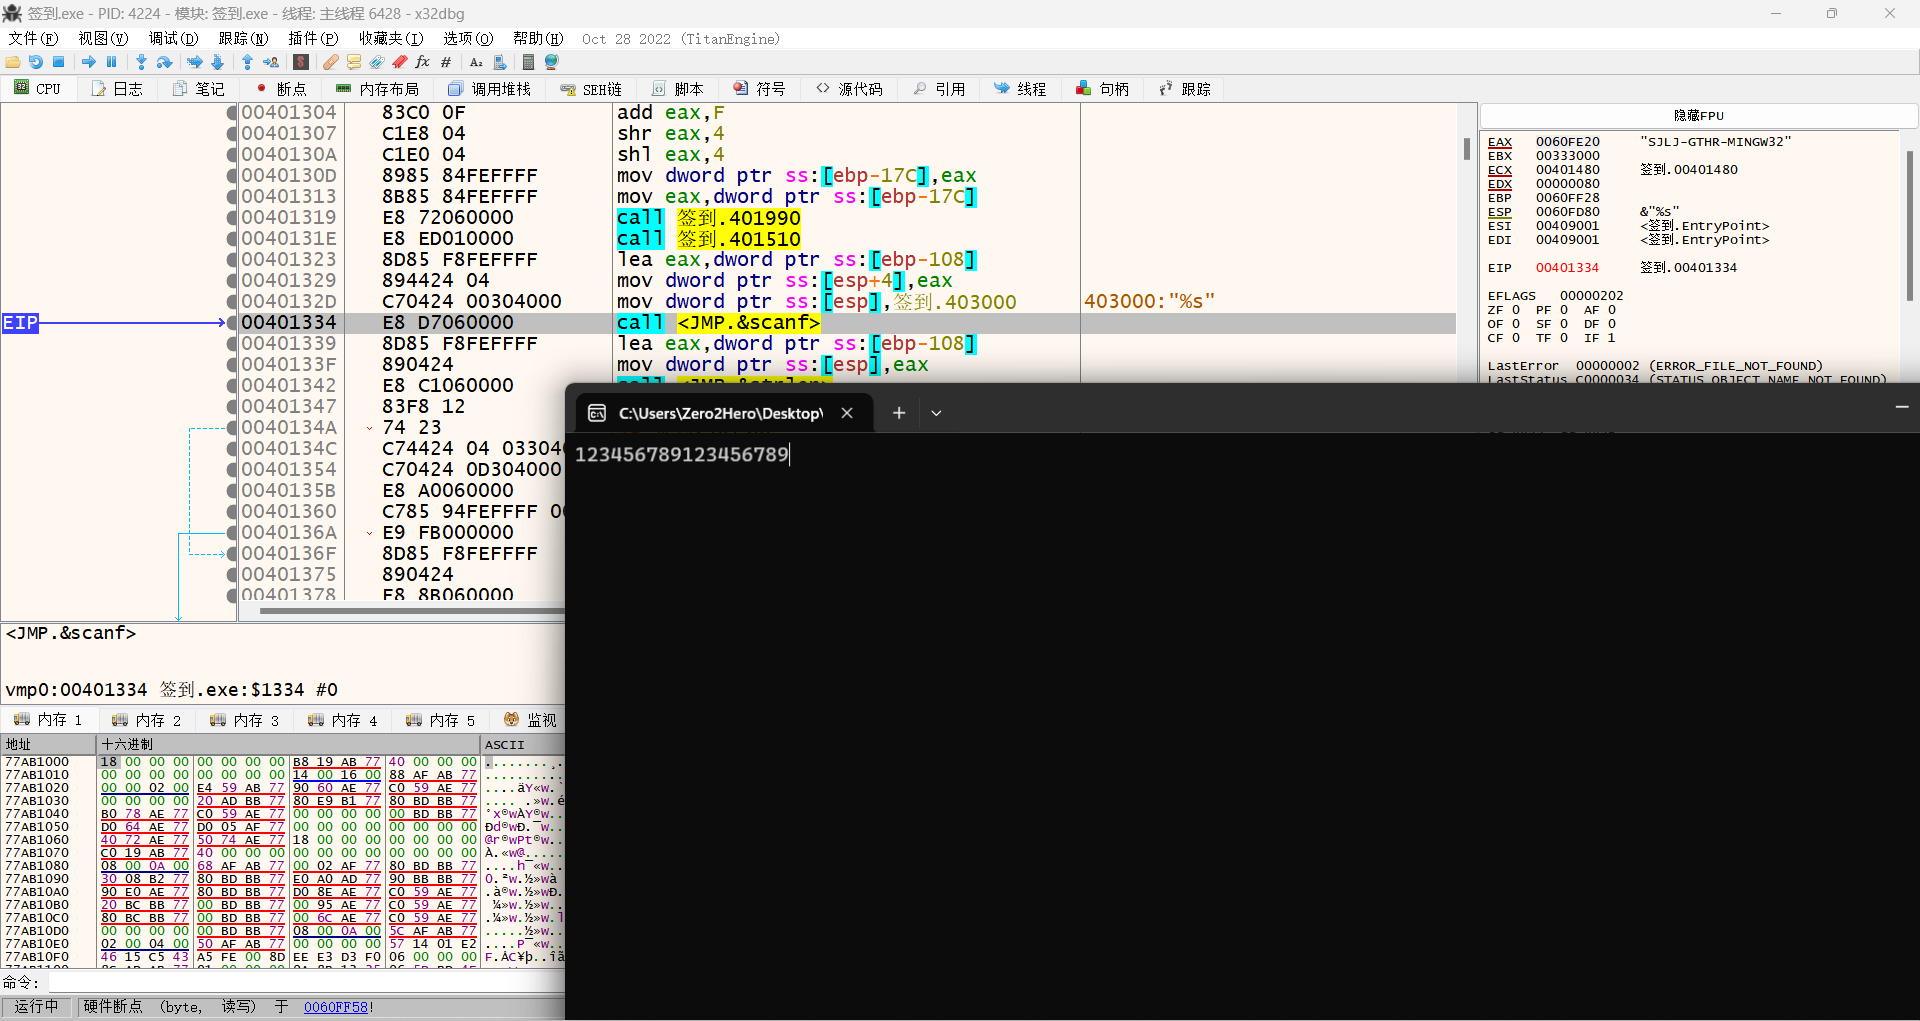 签到.exe - PID: 4224 - 模块: 签到.exe - 线程: 主线程 6428 - x32dbg
文件(F) 视图(V) 调试(D) 跟踪(N) 插件(P) 收藏夹(I) 选项(O) 帮助(H) Oct 28 2022 (TitanEngine)
CPU 日志 笔记 断点 内存布局 调用堆栈 SEH链 脚本 符号 源代码 引用 线程 句柄 跟踪
00401304 83C0 0F add eax,F
00401307 C1E8 04 shr eax,4
0040130A C1E0 04 shl eax,4
0040130D 8985 84FEFFFF mov dword ptr ss:[ebp-17C],eax
00401313 8B85 84FEFFFF mov eax,dword ptr ss:[ebp-17C]
00401319 E8 72060000 call 签到.401990
0040131E E8 ED010000 call 签到.401510
00401323 8D85 F8FEFFFF lea eax,dword ptr ss:[ebp-108]
00401329 894424 04 mov dword ptr ss:[esp+4],eax
0040132D C70424 00304000 mov dword ptr ss:[esp],签到.403000 403000:"%s"
EIP 00401334 E8 D7060000 call <JMP.&scanf>
00401339 8D85 F8FEFFFF lea eax,dword ptr ss:[ebp-108]
0040133F 890424 mov dword ptr ss:[esp],eax
00401342 E8 C1060000 call <JMP.&strlen>
00401347 83F8 12
0040134A 74 23
0040134C C74424 04 033040
00401354 C70424 0D304000
0040135B E8 A0060000
00401360 C785 94FEFFFF 00
0040136A E9 FB000000
0040136F 8D85 F8FEFFFF
00401375 890424
00401378 E8 8B060000
隐藏FPU
EAX 0060FE20 "SJLJ-GTHR-MINGW32"
EBX 00333000
ECX 00401480 签到.00401480
EDX 00000080
EBP 0060FF28
ESP 0060FD80 &"%s"
ESI 00409001 <签到.EntryPoint>
EDI 00409001 <签到.EntryPoint>
EIP 00401334 签到.00401334
EFLAGS 00000202
ZF 0 PF 0 AF 0
OF 0 SF 0 DF 0
CF 0 TF 0 IF 1
LastError 00000002 (ERROR_FILE_NOT_FOUND)
LastStatus C0000034 (STATUS_OBJECT_NAME_NOT_FOUND)
C:\Users\Zero2Hero\Desktop\
123456789123456789
<JMP.&scanf>
vmp0:00401334 签到.exe:$1334 #0
内存 1 内存 2 内存 3 内存 4 内存 5 监视
地址 十六进制 ASCII
77AB1000 18 00 00 00 00 00 00 00 B8 19 AB 77 40 00 00 00
77AB1010 00 00 00 00 00 00 00 00 14 00 16 00 88 AF AB 77
77AB1020 00 00 02 00 E4 59 AB 77 90 60 AE 77 C0 59 AE 77
77AB1030 00 00 00 00 20 AD BB 77 80 E9 B1 77 80 BD BB 77
77AB1040 B0 78 AE 77 C0 59 AE 77 00 00 00 00 00 BD BB 77
77AB1050 D0 64 AE 77 D0 05 AF 77 00 00 00 00 00 00 00 00
77AB1060 40 72 AE 77 50 74 AE 77 18 00 00 00 00 00 00 00
77AB1070 C0 19 AB 77 40 00 00 00 00 00 00 00 00 00 00 00
77AB1080 08 00 0A 00 68 AF AB 77 00 02 AF 77 80 BD BB 77
77AB1090 30 08 B2 77 80 BD BB 77 E0 A0 AD 77 90 BB BB 77
77AB10A0 90 E0 AE 77 80 BD BB 77 D0 8E AE 77 C0 59 AE 77
77AB10B0 20 BC BB 77 00 BD BB 77 00 95 AE 77 C0 59 AE 77
77AB10C0 80 BC BB 77 00 BD BB 77 00 6C AE 77 C0 59 AE 77
77AB10D0 00 00 00 00 00 BD BB 77 08 00 0A 00 5C AF AB 77
77AB10E0 02 00 04 00 50 AF AB 77 00 00 00 00 57 14 01 E2
77AB10F0 46 15 C5 43 A5 FE 00 8D EE E3 D3 F0 06 00 00 00
命令:
运行中 硬件断点 (byte, 读写) 于 0060FF58!